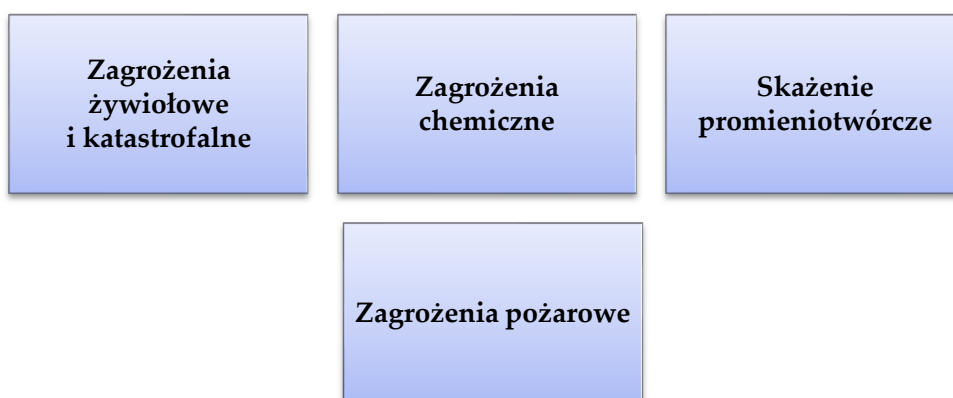 Zagrożenia
żywiołowe
i katastrofalne
Zagrożenia
chemiczne
Skażenie
promieniotwórcze
Zagrożenia pożarowe